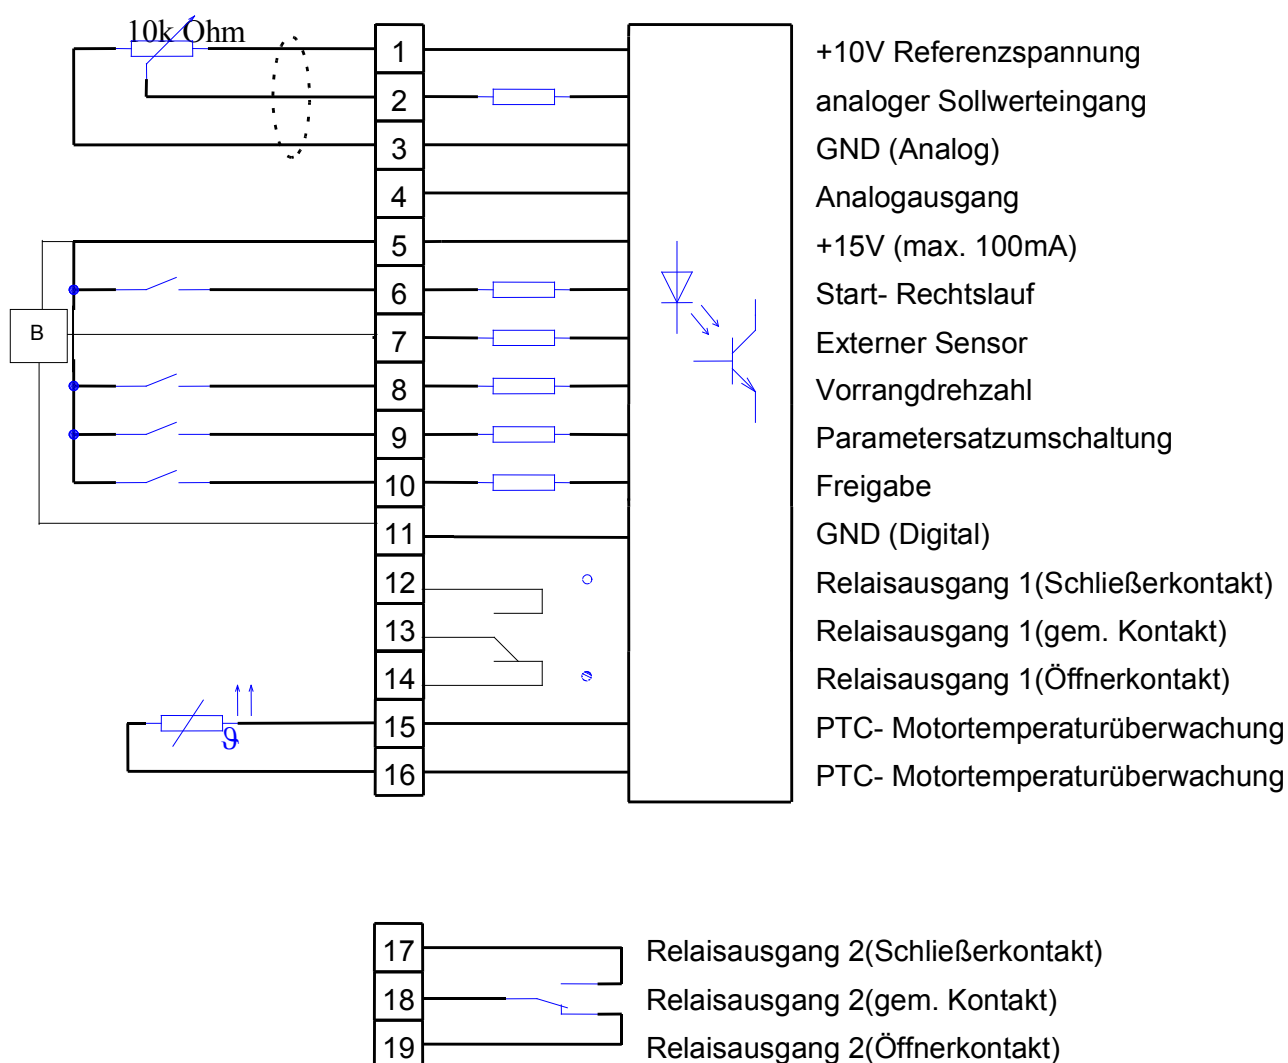 10k Ohm
1 +10V Referenzspannung
2 analoger Sollwerteingang
3 GND (Analog)
4 Analogausgang
5 +15V (max. 100mA)
6 Start- Rechtslauf
B
7 Externer Sensor
8 Vorrangdrehzahl
9 Parametersatzumschaltung
10 Freigabe
11 GND (Digital)
12 Relaisausgang 1(Schließerkontakt)
13 Relaisausgang 1(gem. Kontakt)
14 Relaisausgang 1(Öffnerkontakt)
15 PTC- Motortemperaturüberwachung
ϑ
16 PTC- Motortemperaturüberwachung
17 Relaisausgang 2(Schließerkontakt)
18 Relaisausgang 2(gem. Kontakt)
19 Relaisausgang 2(Öffnerkontakt)